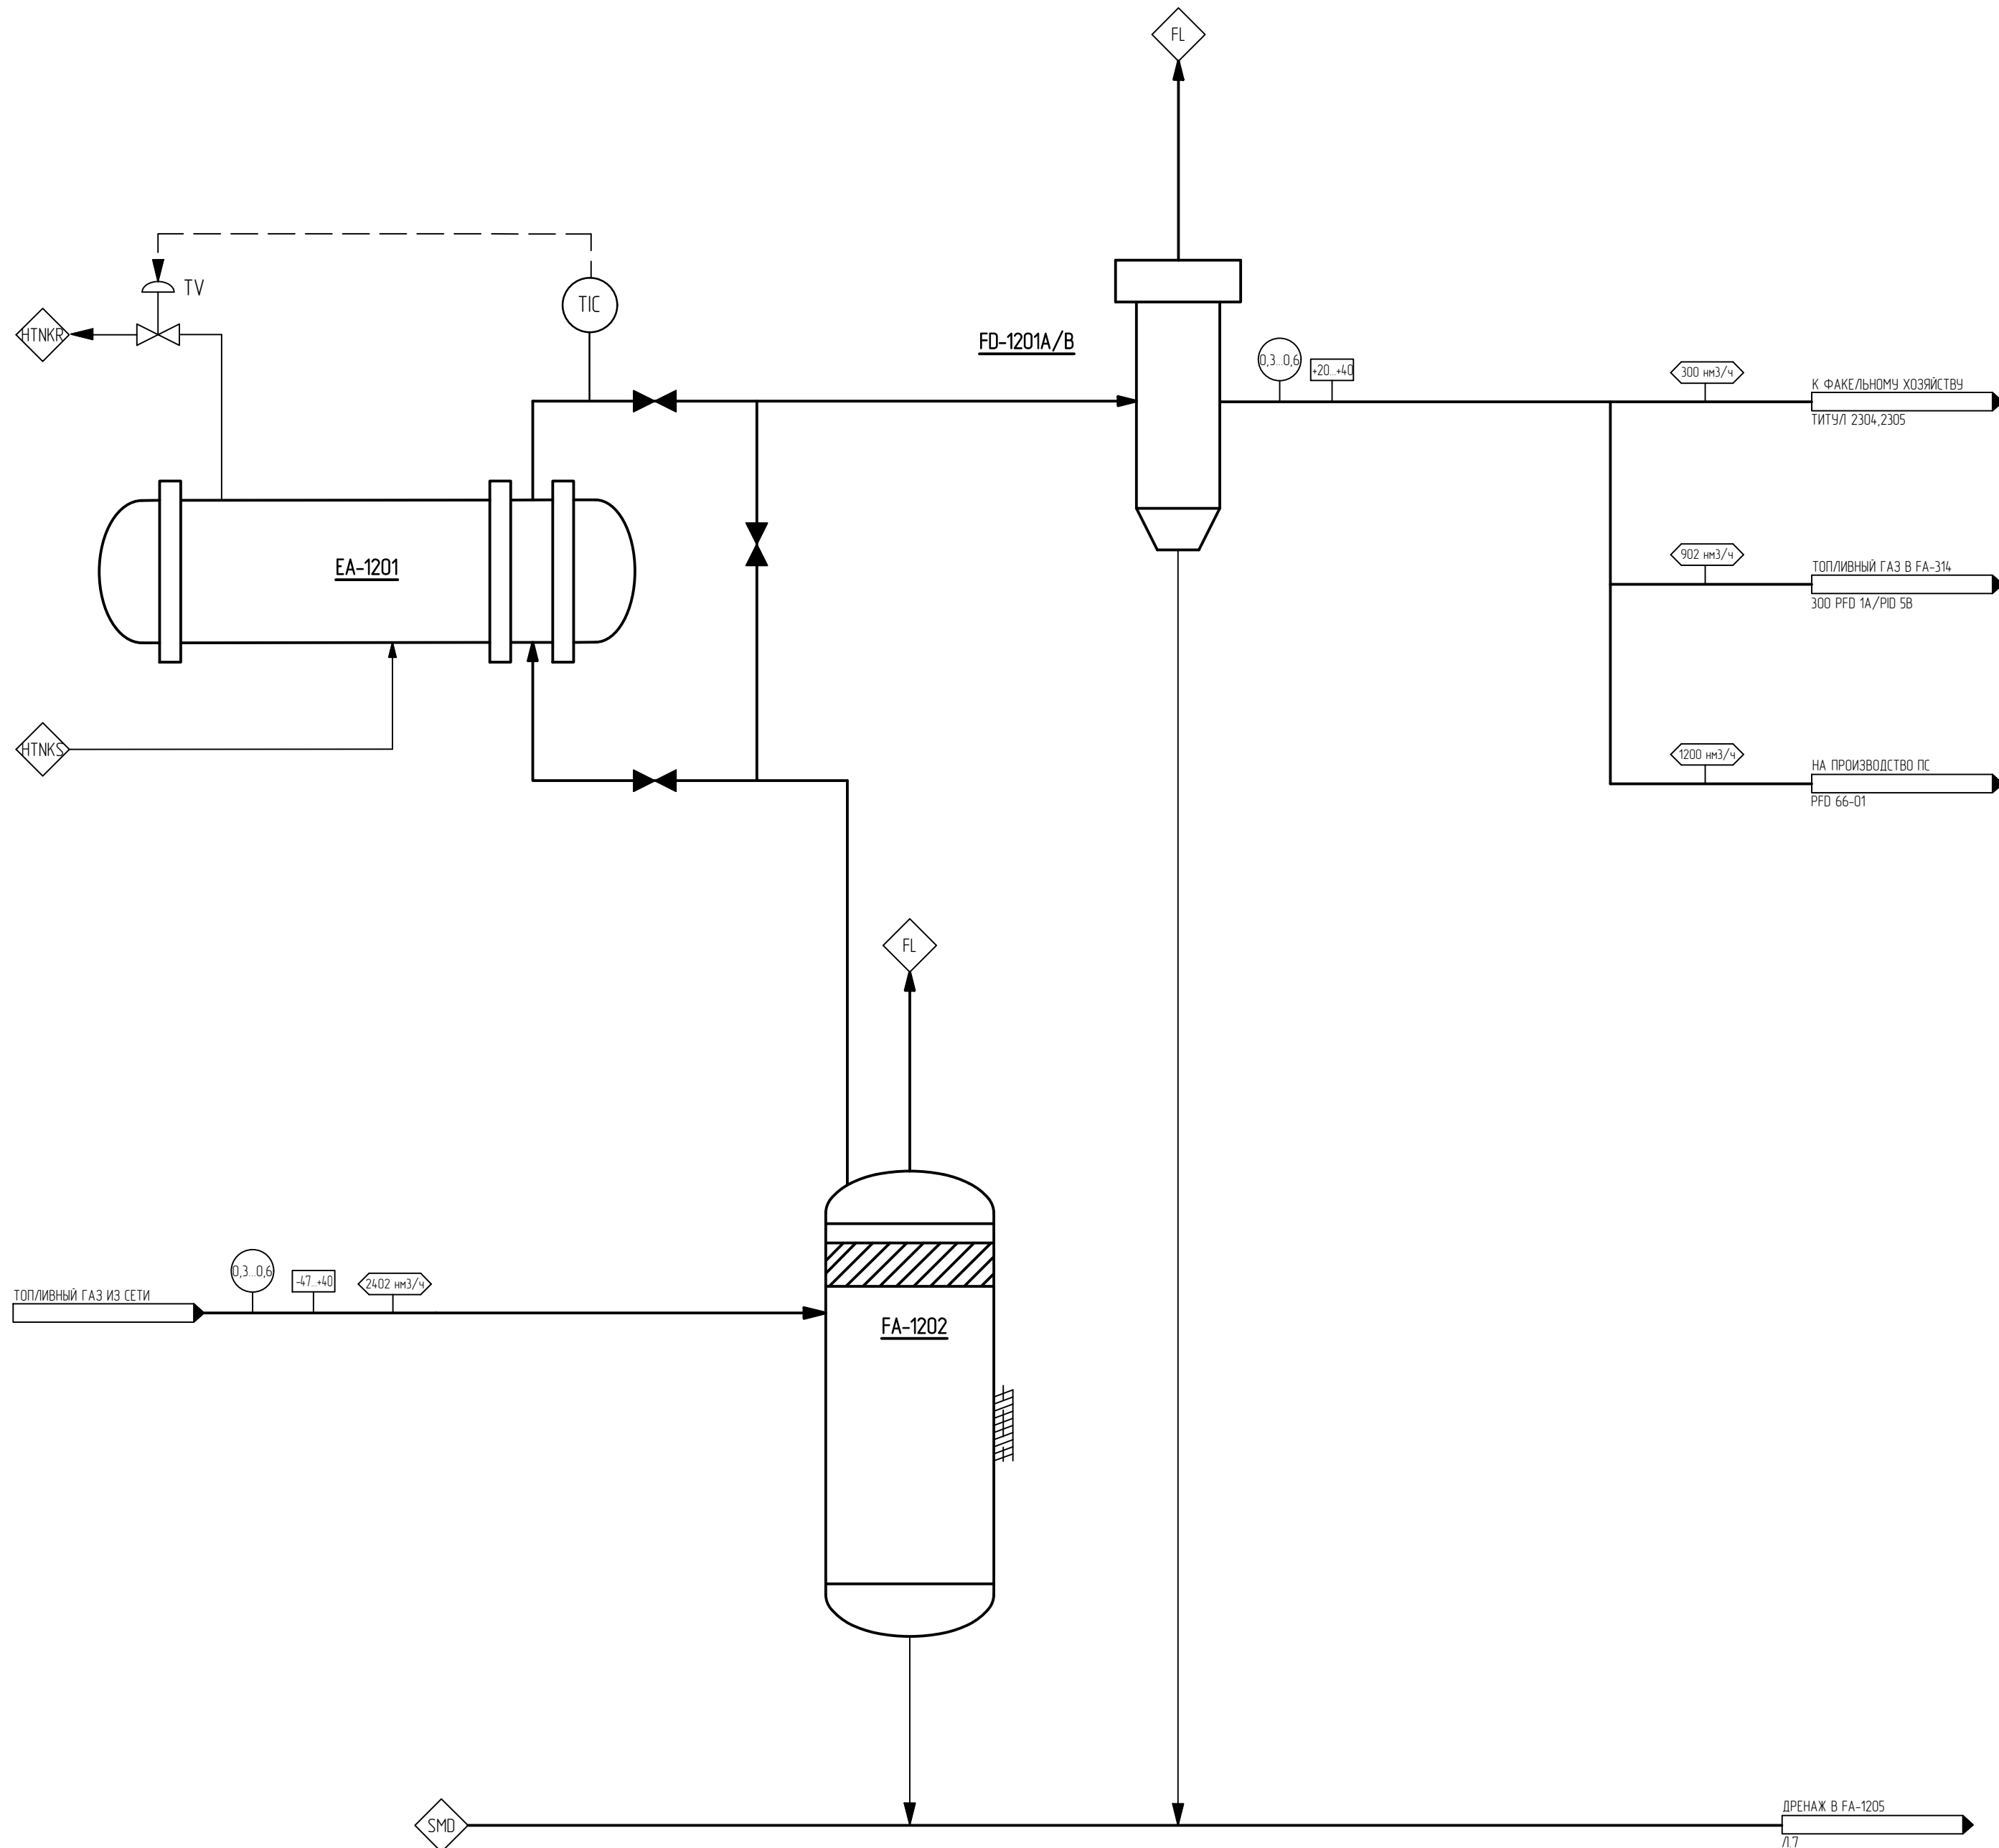 FL
TV
TIC
HTNKR
FD-1201A/B
0,3...0,6
+20...+40
300 нм3/ч
К ФАКЕЛЬНОМУ ХОЗЯЙСТВУ
ТИТУЛ 2304,2305
EA-1201
902 нм3/ч
ТОПЛИВНЫЙ ГАЗ В FA-314
300 PFD 1A/PID 5B
HTNKS
1200 нм3/ч
НА ПРОИЗВОДСТВО ПС
PFD 66-01
FL
0,3...0,6
-47...+40
2402 нм3/ч
ТОПЛИВНЫЙ ГАЗ ИЗ СЕТИ
FA-1202
SMD
ДРЕНАЖ В FA-1205
Л.7